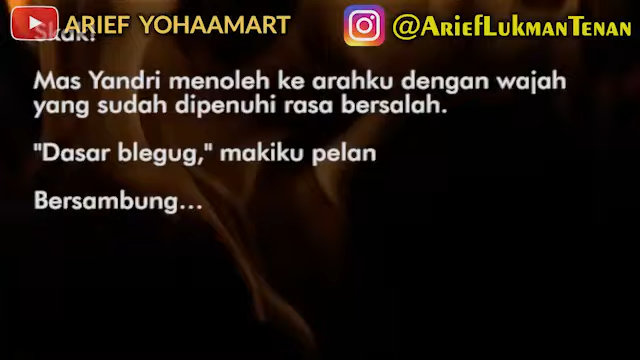 ARIEF YOHAAMART
@AriefLukmanTenan
Skak!
Mas Yandri menoleh ke arahku dengan wajah
yang sudah dipenuhi rasa bersalah.
"Dasar blegug," makiku pelan
Bersambung...